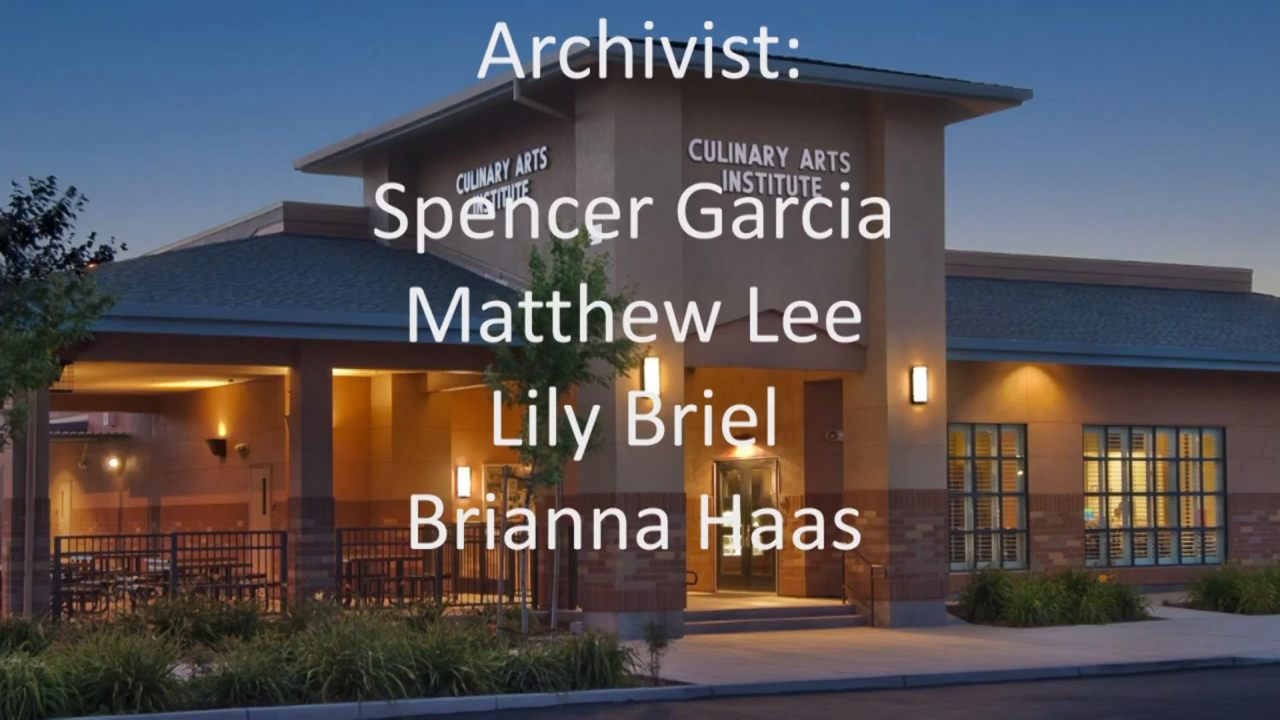 Archivist:
CULINARY ARTS
INSTITUTE
CULINARY ARTS
INSTITUTE
Spencer Garcia
Matthew Lee
Lily Briel
Brianna Haas